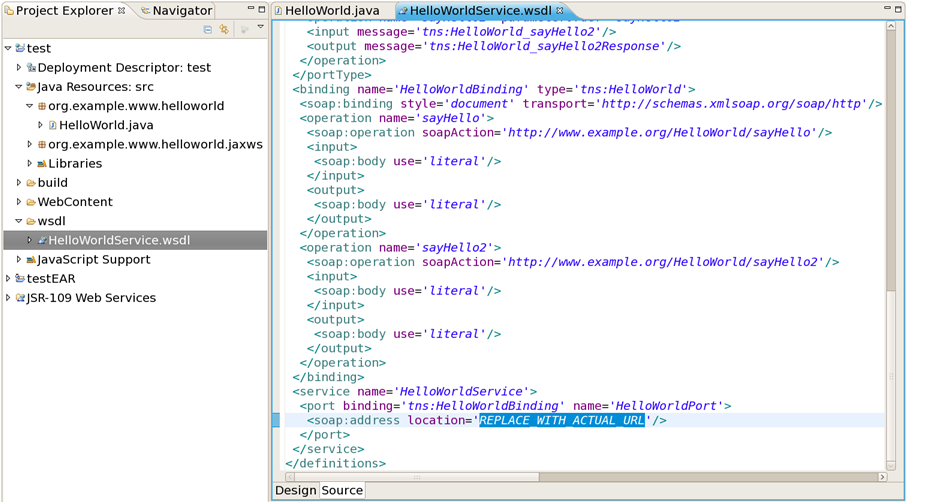 Project Explorer
Navigator
test
Deployment Descriptor: test
Java Resources: src
org.example.www.helloworld
HelloWorld.java
org.example.www.helloworld.jaxws
Libraries
build
WebContent
wsdl
HelloWorldService.wsdl
JavaScript Support
testEAR
JSR-109 Web Services
HelloWorld.java
HelloWorldService.wsdl
<input message='tns:HelloWorld_sayHello2'/>
<output message='tns:HelloWorld_sayHello2Response'/>
</operation>
</portType>
<binding name='HelloWorldBinding' type='tns:HelloWorld'>
<soap:binding style='document' transport='http://schemas.xmlsoap.org/soap/http'/>
<operation name='sayHello'>
<soap:operation soapAction='http://www.example.org/HelloWorld/sayHello'/>
<input>
<soap:body use='literal'/>
</input>
<output>
<soap:body use='literal'/>
</output>
</operation>
<operation name='sayHello2'>
<soap:operation soapAction='http://www.example.org/HelloWorld/sayHello2'/>
<input>
<soap:body use='literal'/>
</input>
<output>
<soap:body use='literal'/>
</output>
</operation>
</binding>
<service name='HelloWorldService'>
<port binding='tns:HelloWorldBinding' name='HelloWorldPort'>
<soap:address location='REPLACE_WITH_ACTUAL_URL'/>
</port>
</service>
</definitions>
Design
Source